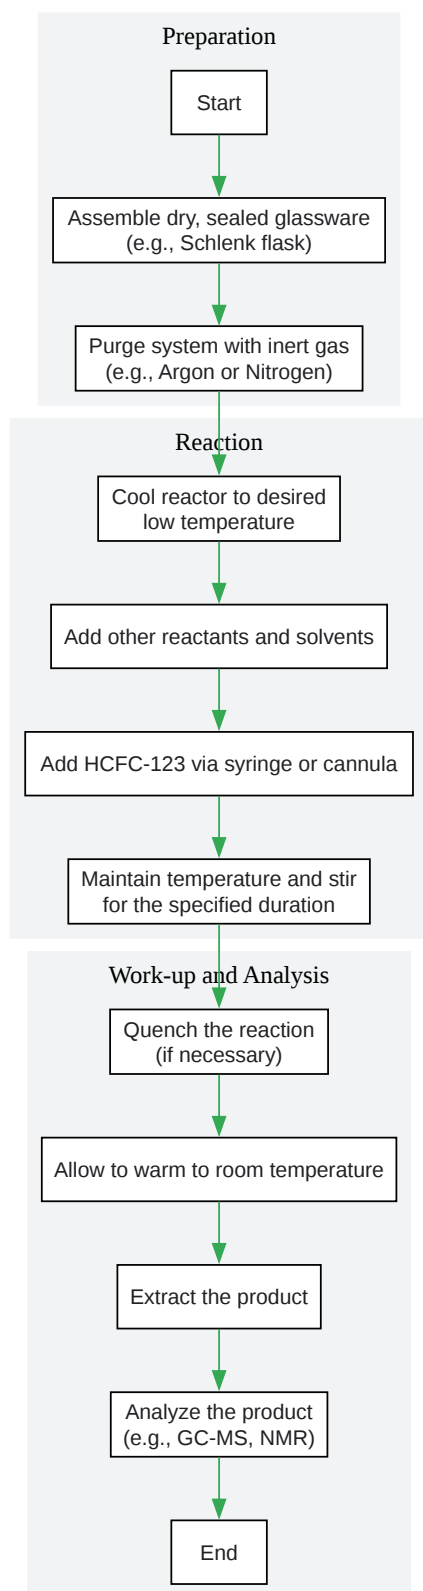 Preparation
Start
Assemble dry, sealed glassware
(e.g., Schlenk flask)
Purge system with inert gas
(e.g., Argon or Nitrogen)
Reaction
Cool reactor to desired
low temperature
Add other reactants and solvents
Add HCFC-123 via syringe or cannula
Maintain temperature and stir
for the specified duration
Work-up and Analysis
Quench the reaction
(if necessary)
Allow to warm to room temperature
Extract the product
Analyze the product
(e.g., GC-MS, NMR)
End